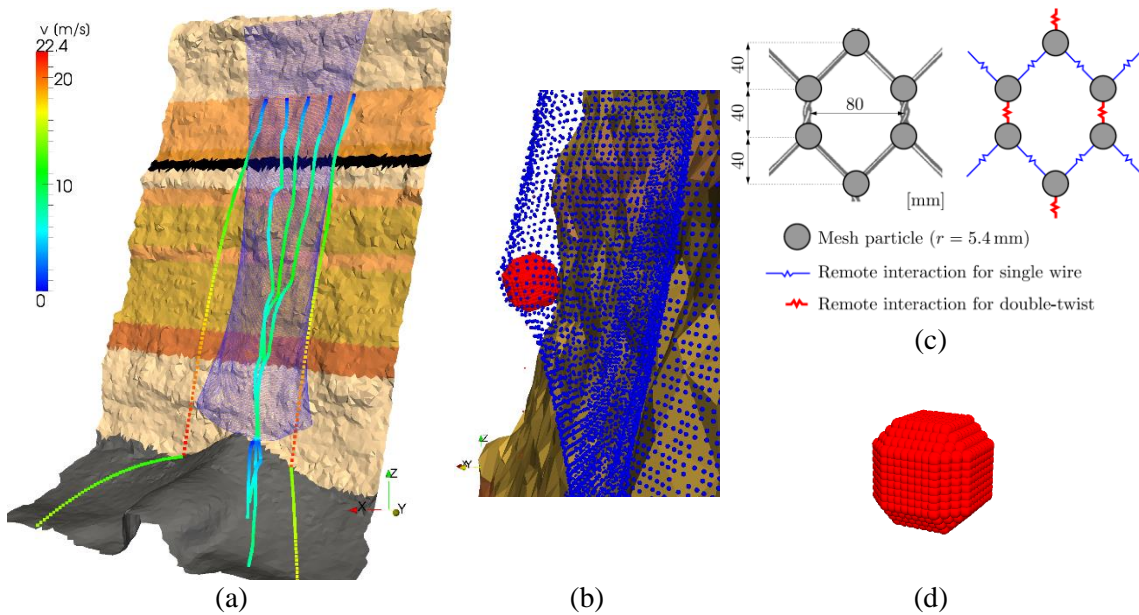 v (m/s)
22.4
20
10
0
X
Z
Y
(a)
Z
(b)
40
40
40
80
[mm]
Mesh particle (r = 5.4 mm)
Remote interaction for single wire
Remote interaction for double-twist
(c)
(d)